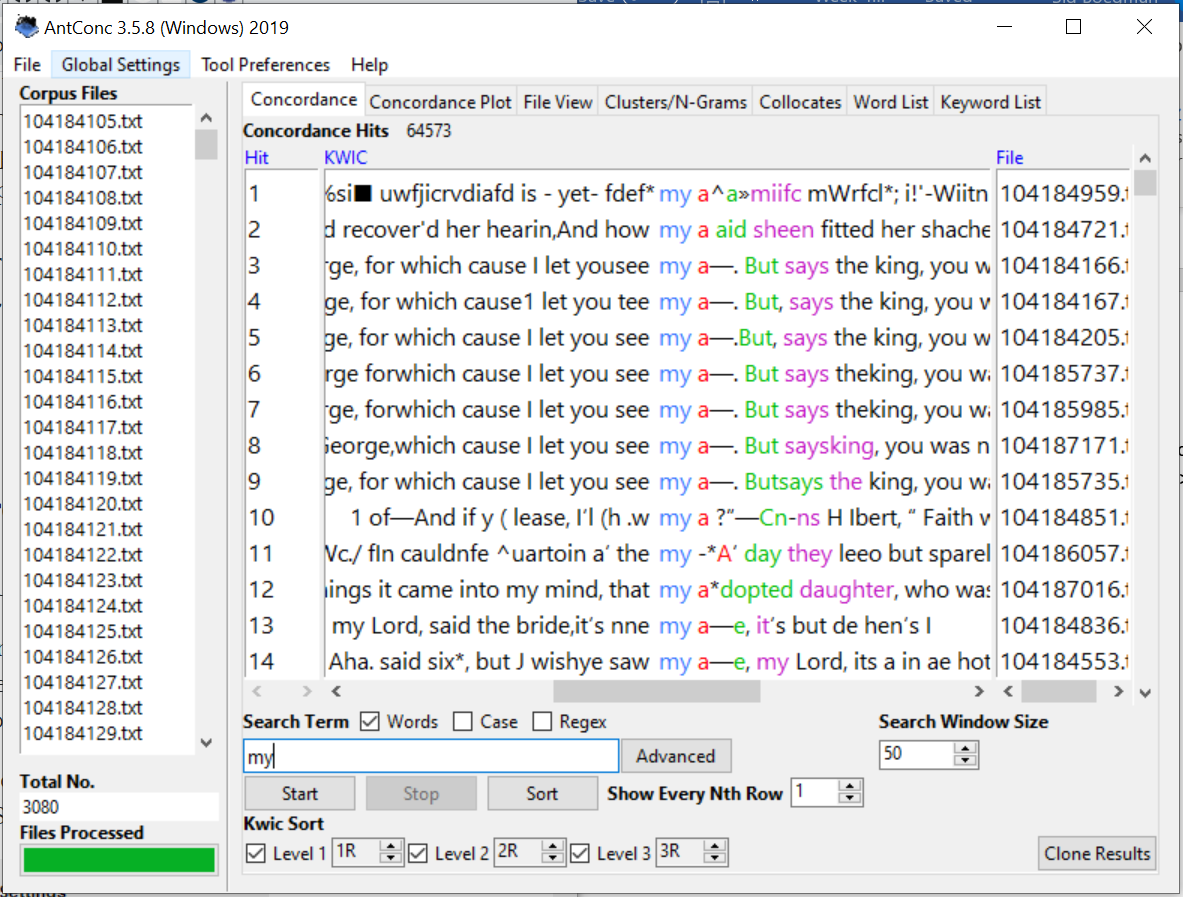 AntConc 3.5.8 (Windows) 2019
File Global Settings Tool Preferences Help
Corpus Files
104184105.txt
104184106.txt
104184107.txt
104184108.txt
104184109.txt
104184110.txt
104184111.txt
104184112.txt
104184113.txt
104184114.txt
104184115.txt
104184116.txt
104184117.txt
104184118.txt
104184119.txt
104184120.txt
104184121.txt
104184122.txt
104184123.txt
104184124.txt
104184125.txt
104184126.txt
104184127.txt
104184128.txt
104184129.txt
Total No.
3080
Files Processed
Concordance Concordance Plot File View Clusters/N-Grams Collocates Word List Keyword List
Concordance Hits 64573
Hit KWIC File
1 %si■ uwfjicrvdiafd is - yet- fdef* my a^a»miifc mWrfcl*; i!'-Wiitn 104184959.t
2 d recover'd her hearin,And how my a aid sheen fitted her shache 104184721.t
3 rge, for which cause I let yousee my a—. But says the king, you w 104184166.t
4 ge, for which cause1 let you tee my a—. But, says the king, you w 104184167.t
5 ge, for which cause I let you see my a—.But, says the king, you w 104184205.t
6 rge forwhich cause I let you see my a—. But says theking, you wa 104185737.t
7 rge, forwhich cause I let you see my a—. But says theking, you wa 104185985.t
8 George,which cause I let you see my a—. But saysking, you was n 104187171.t
9 ge, for which cause I let you see my a—. Butsays the king, you wa 104185735.t
10 1 of—And if y ( lease, I'l (h .w my a ?”—Cn-ns H Ibert, “ Faith w 104184851.t
11 Wc./ fIn cauldnfe ^uartoin a’ the my -*A’ day they leeo but sparel 104186057.t
12 ings it came into my mind, that my a*dopted daughter, who was 104187016.t
13 my Lord, said the bride,it’s nne my a—e, it’s but de hen’s I 104184836.t
14 Aha. said six*, but J wishye saw my a—e, my Lord, its a in ae hot 104184553.t
Search Term Words Case Regex Search Window Size
my Advanced 50
Start Stop Sort Show Every Nth Row 1
Kwic Sort
Level 1 1R Level 2 2R Level 3 3R Clone Results